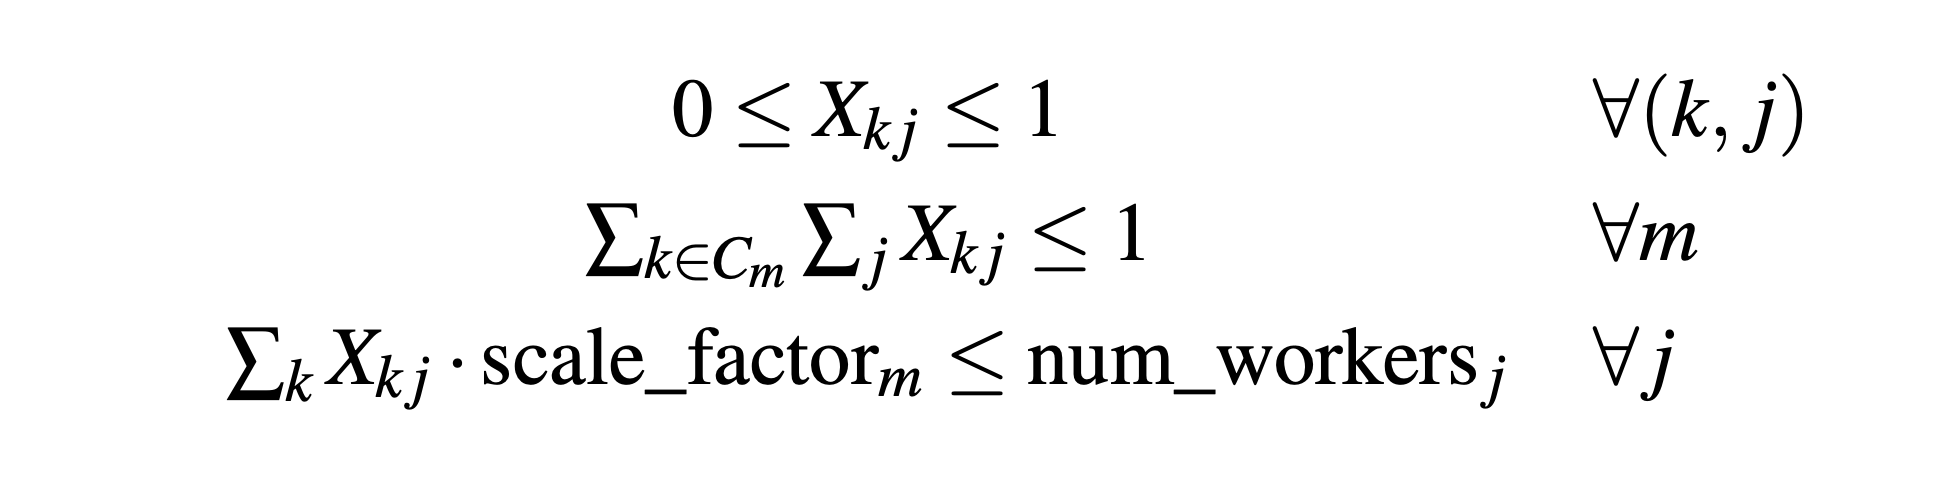 0 ≤ X_{kj} ≤ 1 ∀(k, j)
∑_{k∈C_m} ∑_j X_{kj} ≤ 1 ∀m
∑_k X_{kj} · scale_factor_m ≤ num_workers_j ∀j